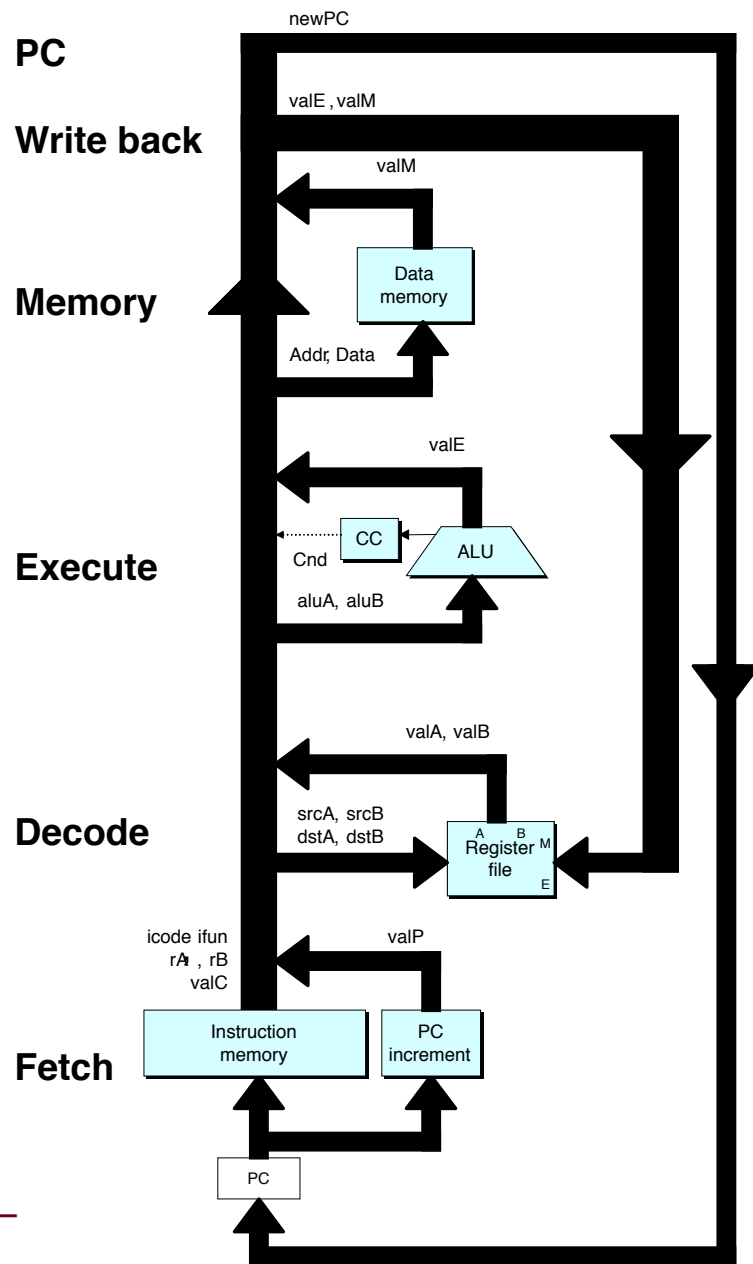 newPC
PC
valE , valM
Write back
valM
Data
memory
Memory
Addr, Data
valE
CC
ALU
Cnd
Execute
aluA, aluB
valA, valB
srcA, srcB
dstA, dstB
Decode
A B
M
Register
file
E
icode ifun
rA , rB
valC
valP
Instruction
memory
PC
increment
Fetch
PC